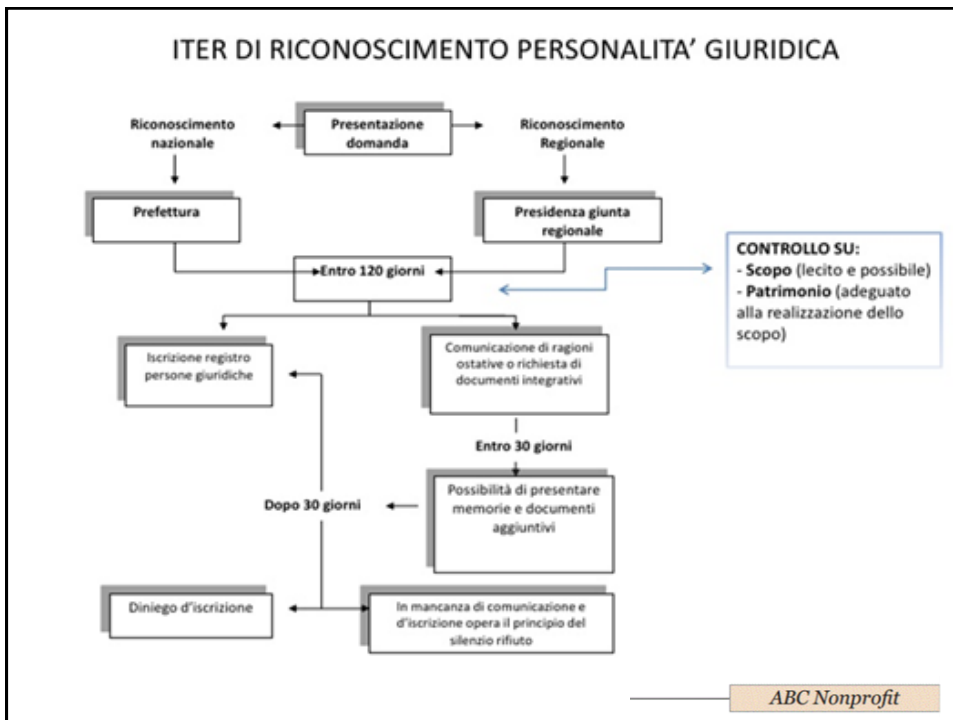 ITER DI RICONOSCIMENTO PERSONALITA’ GIURIDICA
Riconoscimento
nazionale
Presentazione
domanda
Riconoscimento
Regionale
Prefettura
Presidenza giunta
regionale
Entro 120 giorni
CONTROLLO SU:
- Scopo (lecito e possibile)
- Patrimonio (adeguato
alla realizzazione dello
scopo)
Iscrizione registro
persone giuridiche
Comunicazione di ragioni
ostative o richiesta di
documenti integrativi
Entro 30 giorni
Possibilità di presentare
memorie e documenti
aggiuntivi
Dopo 30 giorni
Diniego d’iscrizione
In mancanza di comunicazione e
d’iscrizione opera il principio del
silenzio rifiuto
ABC Nonprofit